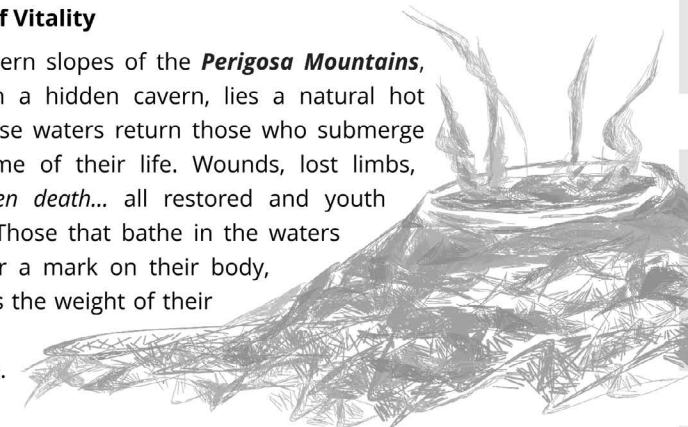 f Vitality
ern slopes of the Perigosa Mountains,
a hidden cavern, lies a natural hot
se waters return those who submerge
me of their life. Wounds, lost limbs,
en death... all restored and youth
Those that bathe in the waters
r a mark on their body,
s the weight of their
.